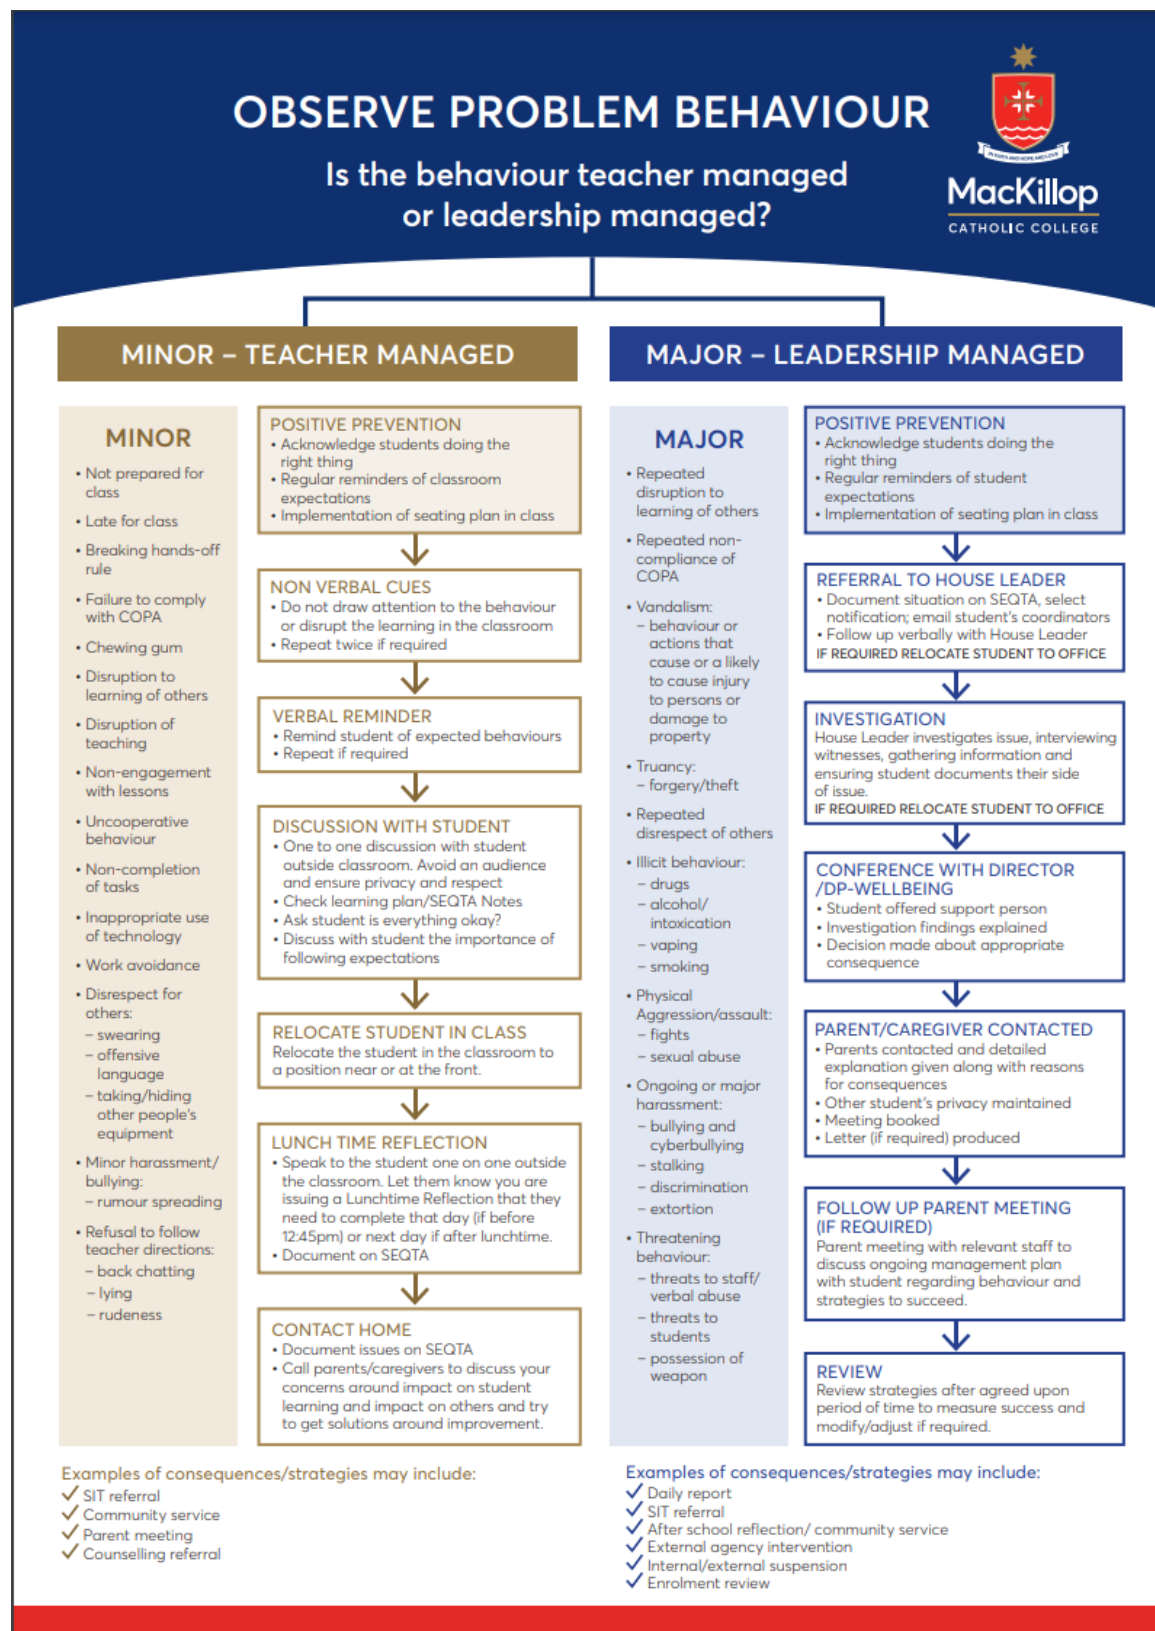 OBSERVE PROBLEM BEHAVIOUR
Is the behaviour teacher managed
or leadership managed?
MacKillop
CATHOLIC COLLEGE
MINOR – TEACHER MANAGED
MINOR
• Not prepared for
class
• Late for class
• Breaking hands-off
rule
• Failure to comply
with COPA
• Chewing gum
• Disruption to
learning of others
• Disruption of
teaching
• Non-engagement
with lessons
• Uncooperative
behaviour
• Non-completion
of tasks
• Inappropriate use
of technology
• Work avoidance
• Disrespect for
others:
– swearing
– offensive
language
– taking/hiding
other people's
equipment
• Minor harassment/
bullying:
– rumour spreading
• Refusal to follow
teacher directions:
– back chatting
– lying
– rudeness
POSITIVE PREVENTION
• Acknowledge students doing the
right thing
• Regular reminders of classroom
expectations
• Implementation of seating plan in class
NON VERBAL CUES
• Do not draw attention to the behaviour
or disrupt the learning in the classroom
• Repeat twice if required
VERBAL REMINDER
• Remind student of expected behaviours
• Repeat if required
DISCUSSION WITH STUDENT
• One to one discussion with student
outside classroom. Avoid an audience
and ensure privacy and respect
• Check learning plan/SEQTA Notes
• Ask student is everything okay?
• Discuss with student the importance of
following expectations
RELOCATE STUDENT IN CLASS
Relocate the student in the classroom to
a position near or at the front.
LUNCH TIME REFLECTION
• Speak to the student one on one outside
the classroom. Let them know you are
issuing a Lunchtime Reflection that they
need to complete that day (if before
12:45pm) or next day if after lunchtime.
• Document on SEQTA
CONTACT HOME
• Document issues on SEQTA
• Call parents/caregivers to discuss your
concerns around impact on student
learning and impact on others and try
to get solutions around improvement.
Examples of consequences/strategies may include:
✓ SIT referral
✓ Community service
✓ Parent meeting
✓ Counselling referral
MAJOR – LEADERSHIP MANAGED
MAJOR
• Repeated
disruption to
learning of others
• Repeated non-
compliance of
COPA
• Vandalism:
– behaviour or
actions that
cause or a likely
to cause injury
to persons or
damage to
property
• Truancy:
– forgery/theft
• Repeated
disrespect of others
• Illicit behaviour:
– drugs
– alcohol/
intoxication
– vaping
– smoking
• Physical
Aggression/assault:
– fights
– sexual abuse
• Ongoing or major
harassment:
– bullying and
cyberbullying
– stalking
– discrimination
– extortion
• Threatening
behaviour:
– threats to staff/
verbal abuse
– threats to
students
– possession of
weapon
POSITIVE PREVENTION
• Acknowledge students doing the
right thing
• Regular reminders of student
expectations
• Implementation of seating plan in class
REFERRAL TO HOUSE LEADER
• Document situation on SEQTA, select
notification; email student's coordinators
• Follow up verbally with House Leader
IF REQUIRED RELOCATE STUDENT TO OFFICE
INVESTIGATION
House Leader investigates issue, interviewing
witnesses, gathering information and
ensuring student documents their side
of issue.
IF REQUIRED RELOCATE STUDENT TO OFFICE
CONFERENCE WITH DIRECTOR
/DP-WELLBEING
• Student offered support person
• Investigation findings explained
• Decision made about appropriate
consequence
PARENT/CAREGIVER CONTACTED
• Parents contacted and detailed
explanation given along with reasons
for consequences
• Other student's privacy maintained
• Meeting booked
• Letter (if required) produced
FOLLOW UP PARENT MEETING
(IF REQUIRED)
Parent meeting with relevant staff to
discuss ongoing management plan
with student regarding behaviour and
strategies to succeed.
REVIEW
Review strategies after agreed upon
period of time to measure success and
modify/adjust if required.
Examples of consequences/strategies may include:
✓ Daily report
✓ SIT referral
✓ After school reflection/ community service
✓ External agency intervention
✓ Internal/external suspension
✓ Enrolment review